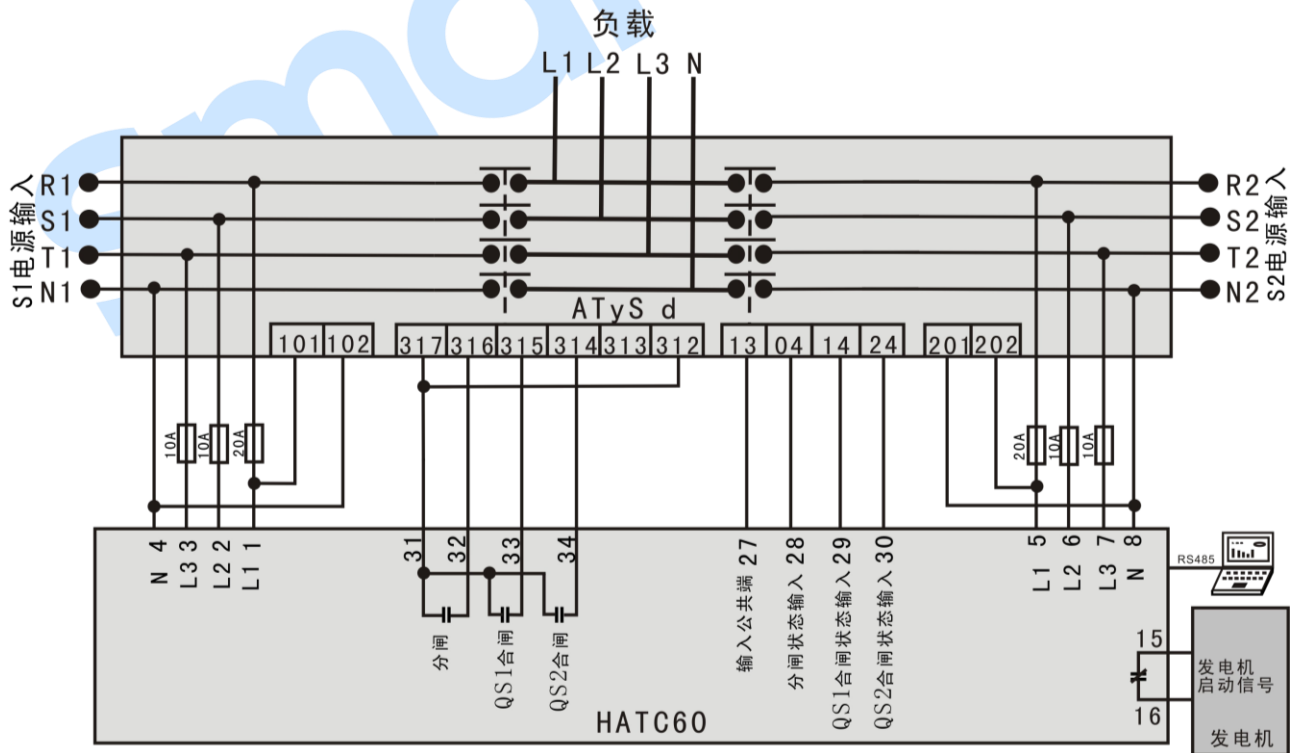 Smar
负载
L1 L2 L3 N
S1电源输入
R1
S1
T1
N1
R2
S2
T2
N2
S2电源输入
ATyS d
101 102
317 316 315 314 313 312
13 04 14 24
201 202
10A 10A 20A
20A 10A 10A
N 4
L3 3
L2 2
L1 1
31 32 33 34
分闸
QS1合闸
QS2合闸
输入公共端 27
分闸状态输入 28
QS1合闸状态输入 29
QS2合闸状态输入 30
L1 5
L2 6
L3 7
N 8
RS485
15
16
发电机
启动信号
发电机
HATC60